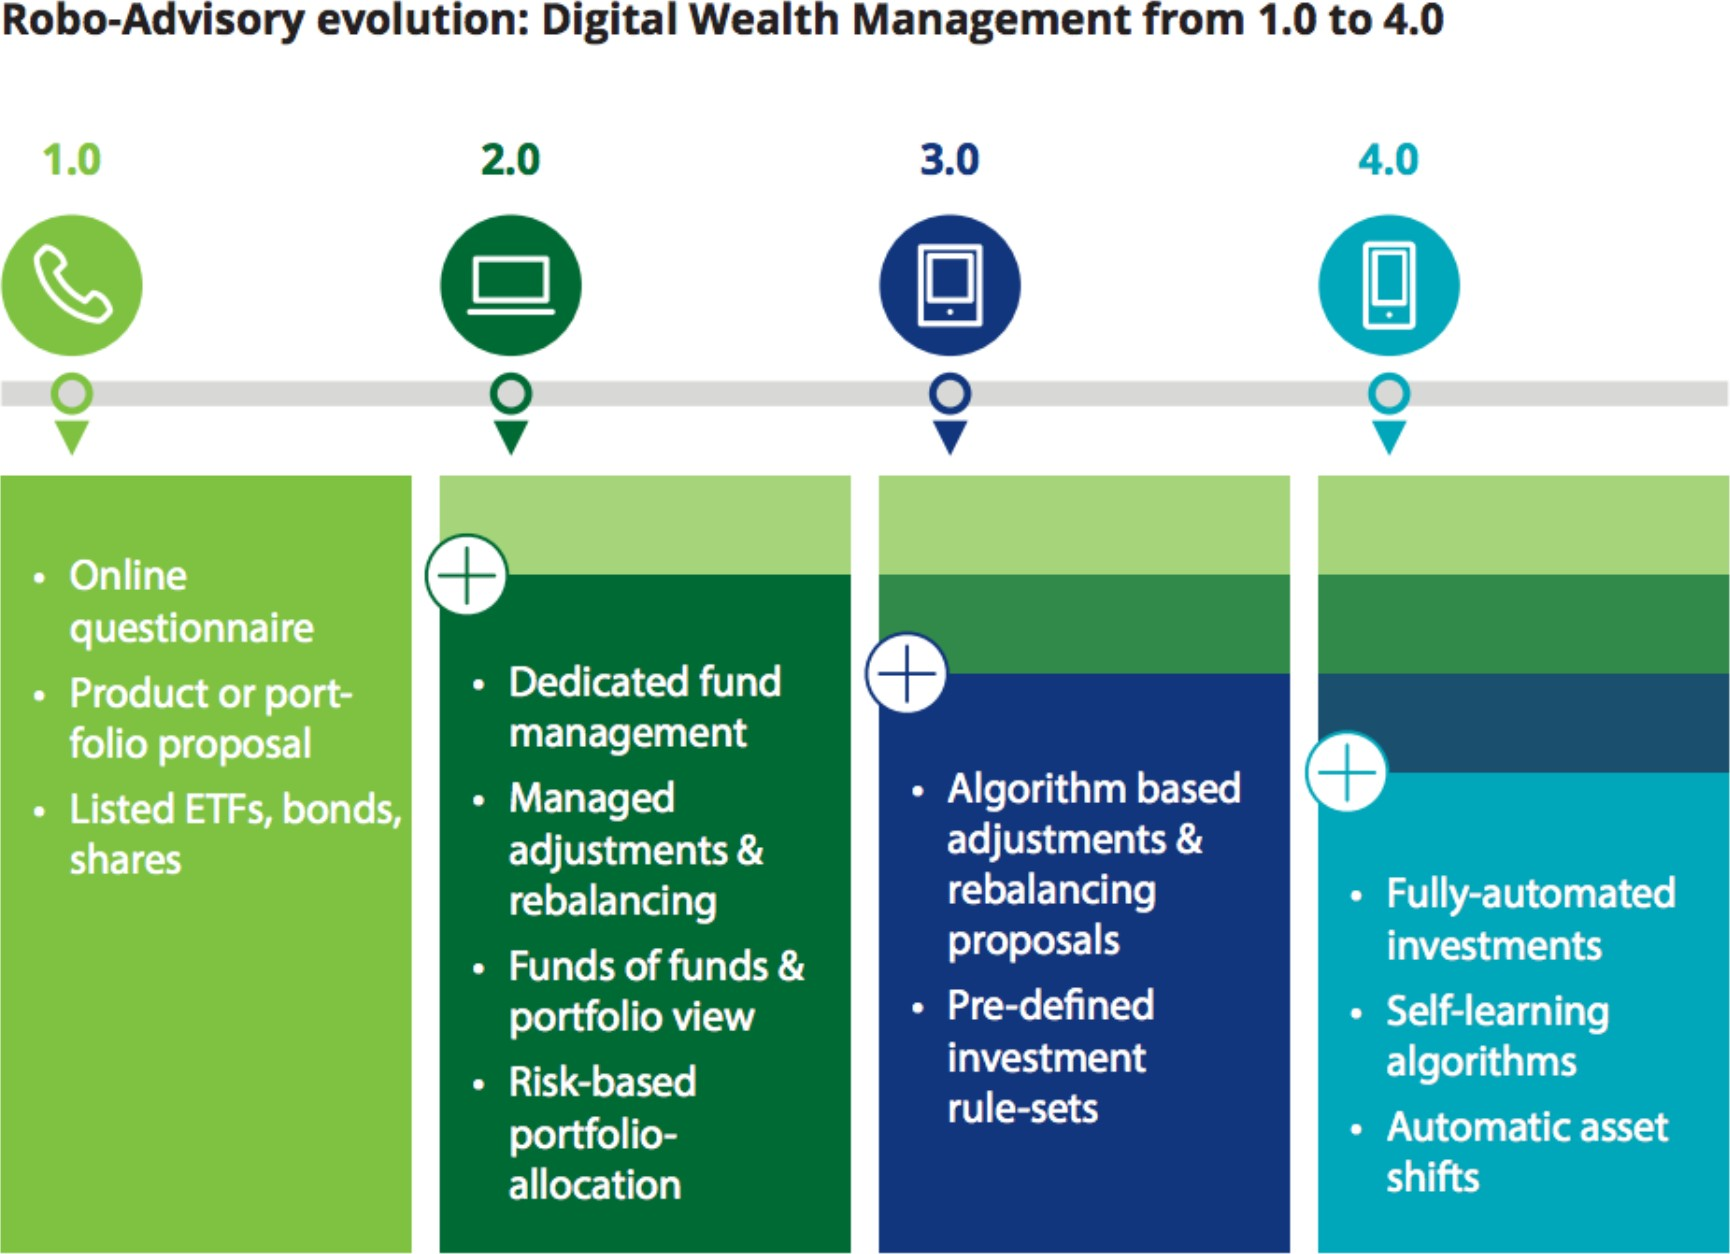 Robo-Advisory evolution: Digital Wealth Management from 1.0 to 4.0
1.0
2.0
3.0
4.0
• Online
questionnaire
• Product or port-
folio proposal
• Listed ETFs, bonds,
shares
• Dedicated fund
management
• Managed
adjustments &
rebalancing
• Funds of funds &
portfolio view
• Risk-based
portfolio-
allocation
• Algorithm based
adjustments &
rebalancing
proposals
• Pre-defined
investment
rule-sets
• Fully-automated
investments
• Self-learning
algorithms
• Automatic asset
shifts